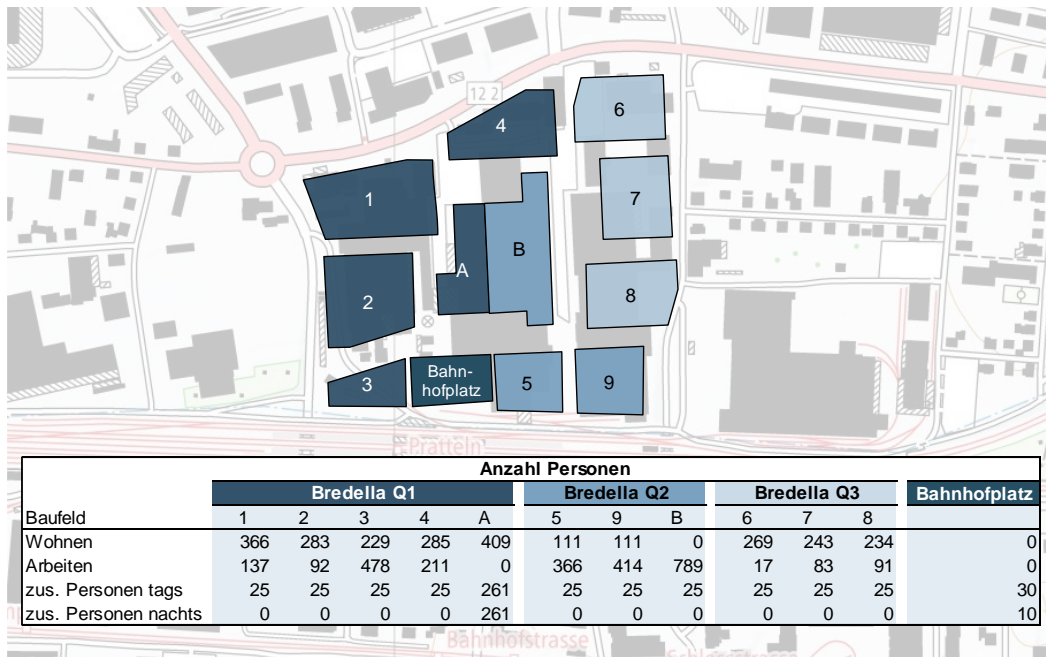 12 2
4
6
1
7
A
B
2
8
3
Bahn-
hofplatz
5
9
Pratteln
Anzahl Personen
Bredella Q1 Bredella Q2 Bredella Q3 Bahnhofplatz
Baufeld 1 2 3 4 A 5 9 B 6 7 8
Wohnen 366 283 229 285 409 111 111 0 269 243 234 0
Arbeiten 137 92 478 211 0 366 414 789 17 83 91 0
zus. Personen tags 25 25 25 25 261 25 25 25 25 25 25 30
zus. Personen nachts 0 0 0 0 261 0 0 0 0 0 0 10
Bahnhofstrasse